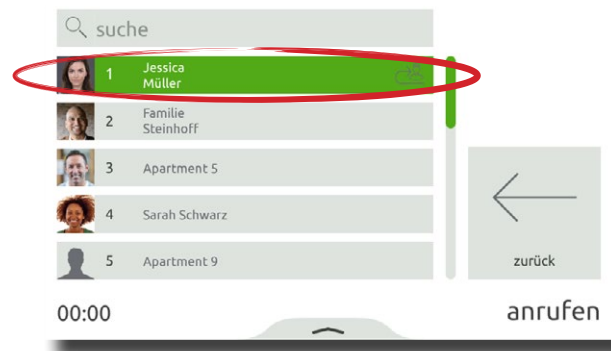 suche
1 Jessica
Müller
2 Familie
Steinhoff
3 Apartment 5
4 Sarah Schwarz
5 Apartment 9
zurück
00:00
anrufen